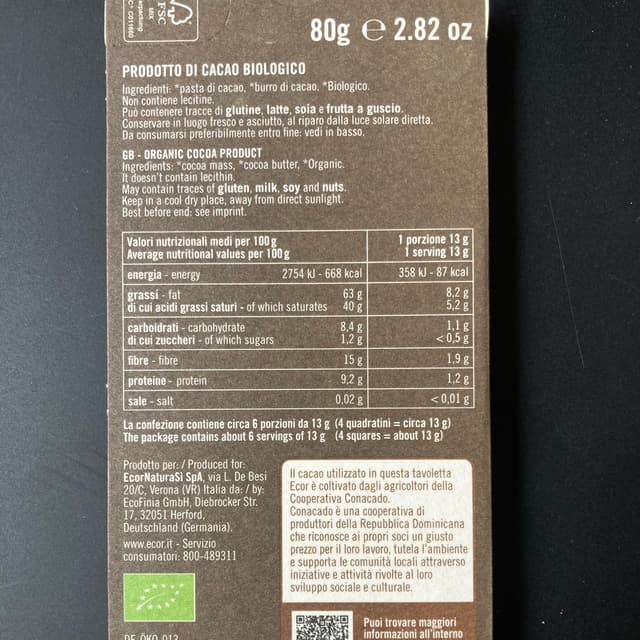 FSC
MIX
80g e 2.82 oz
PRODOTTO DI CACAO BIOLOGICO
Ingredienti: *pasta di cacao, *burro di cacao. *Biologico.
Non contiene lecitine.
Può contenere tracce di glutine, latte, soia e frutta a guscio.
Conservare in luogo fresco e asciutto, al riparo dalla luce solare diretta.
Da consumarsi preferibilmente entro fine: vedi in basso.
GB - ORGANIC COCOA PRODUCT
Ingredients: *cocoa mass, *cocoa butter, *Organic.
It doesn't contain lecithin.
May contain traces of gluten, milk, soy and nuts.
Keep in a cool dry place, away from direct sunlight.
Best before end: see imprint.
Valori nutrizionali medi per 100 g 1 porzione 13 g
Average nutritional values per 100 g 1 serving 13 g
energia - energy 2754 kJ - 668 kcal 358 kJ - 87 kcal
grassi - fat 63 g 8,2 g
di cui acidi grassi saturi - of which saturates 40 g 5,2 g
carboidrati - carbohydrate 8,4 g 1,1 g
di cui zuccheri - of which sugars 1,2 g < 0,5 g
fibre - fibre 15 g 1,9 g
proteine - protein 9,2 g 1,2 g
sale - salt 0,02 g < 0,01 g
La confezione contiene circa 6 porzioni da 13 g (4 quadratini = circa 13 g)
The package contains about 6 servings of 13 g (4 squares = about 13 g)
Prodotto per: / Produced for:
EcorNaturaSì SpA, via L. De Besi
20/C, Verona (VR) Italia da: / by:
EcoFinia GmbH, Diebrocker Str.
17, 32051 Herford,
Deutschland (Germania).
www.ecor.it - Servizio
consumatori: 800-489311
DE-ÖKO-013
Il cacao utilizzato in questa tavoletta
Ecor è coltivato dagli agricoltori della
Cooperativa Conacado.
Conacado è una cooperativa di
produttori della Repubblica Dominicana
che riconosce ai propri soci un giusto
prezzo per il loro lavoro, tutela l'ambiente
e supporta le comunità locali attraverso
iniziative e attività rivolte al loro
sviluppo sociale e culturale.
Puoi trovare maggiori
informazioni all'interno